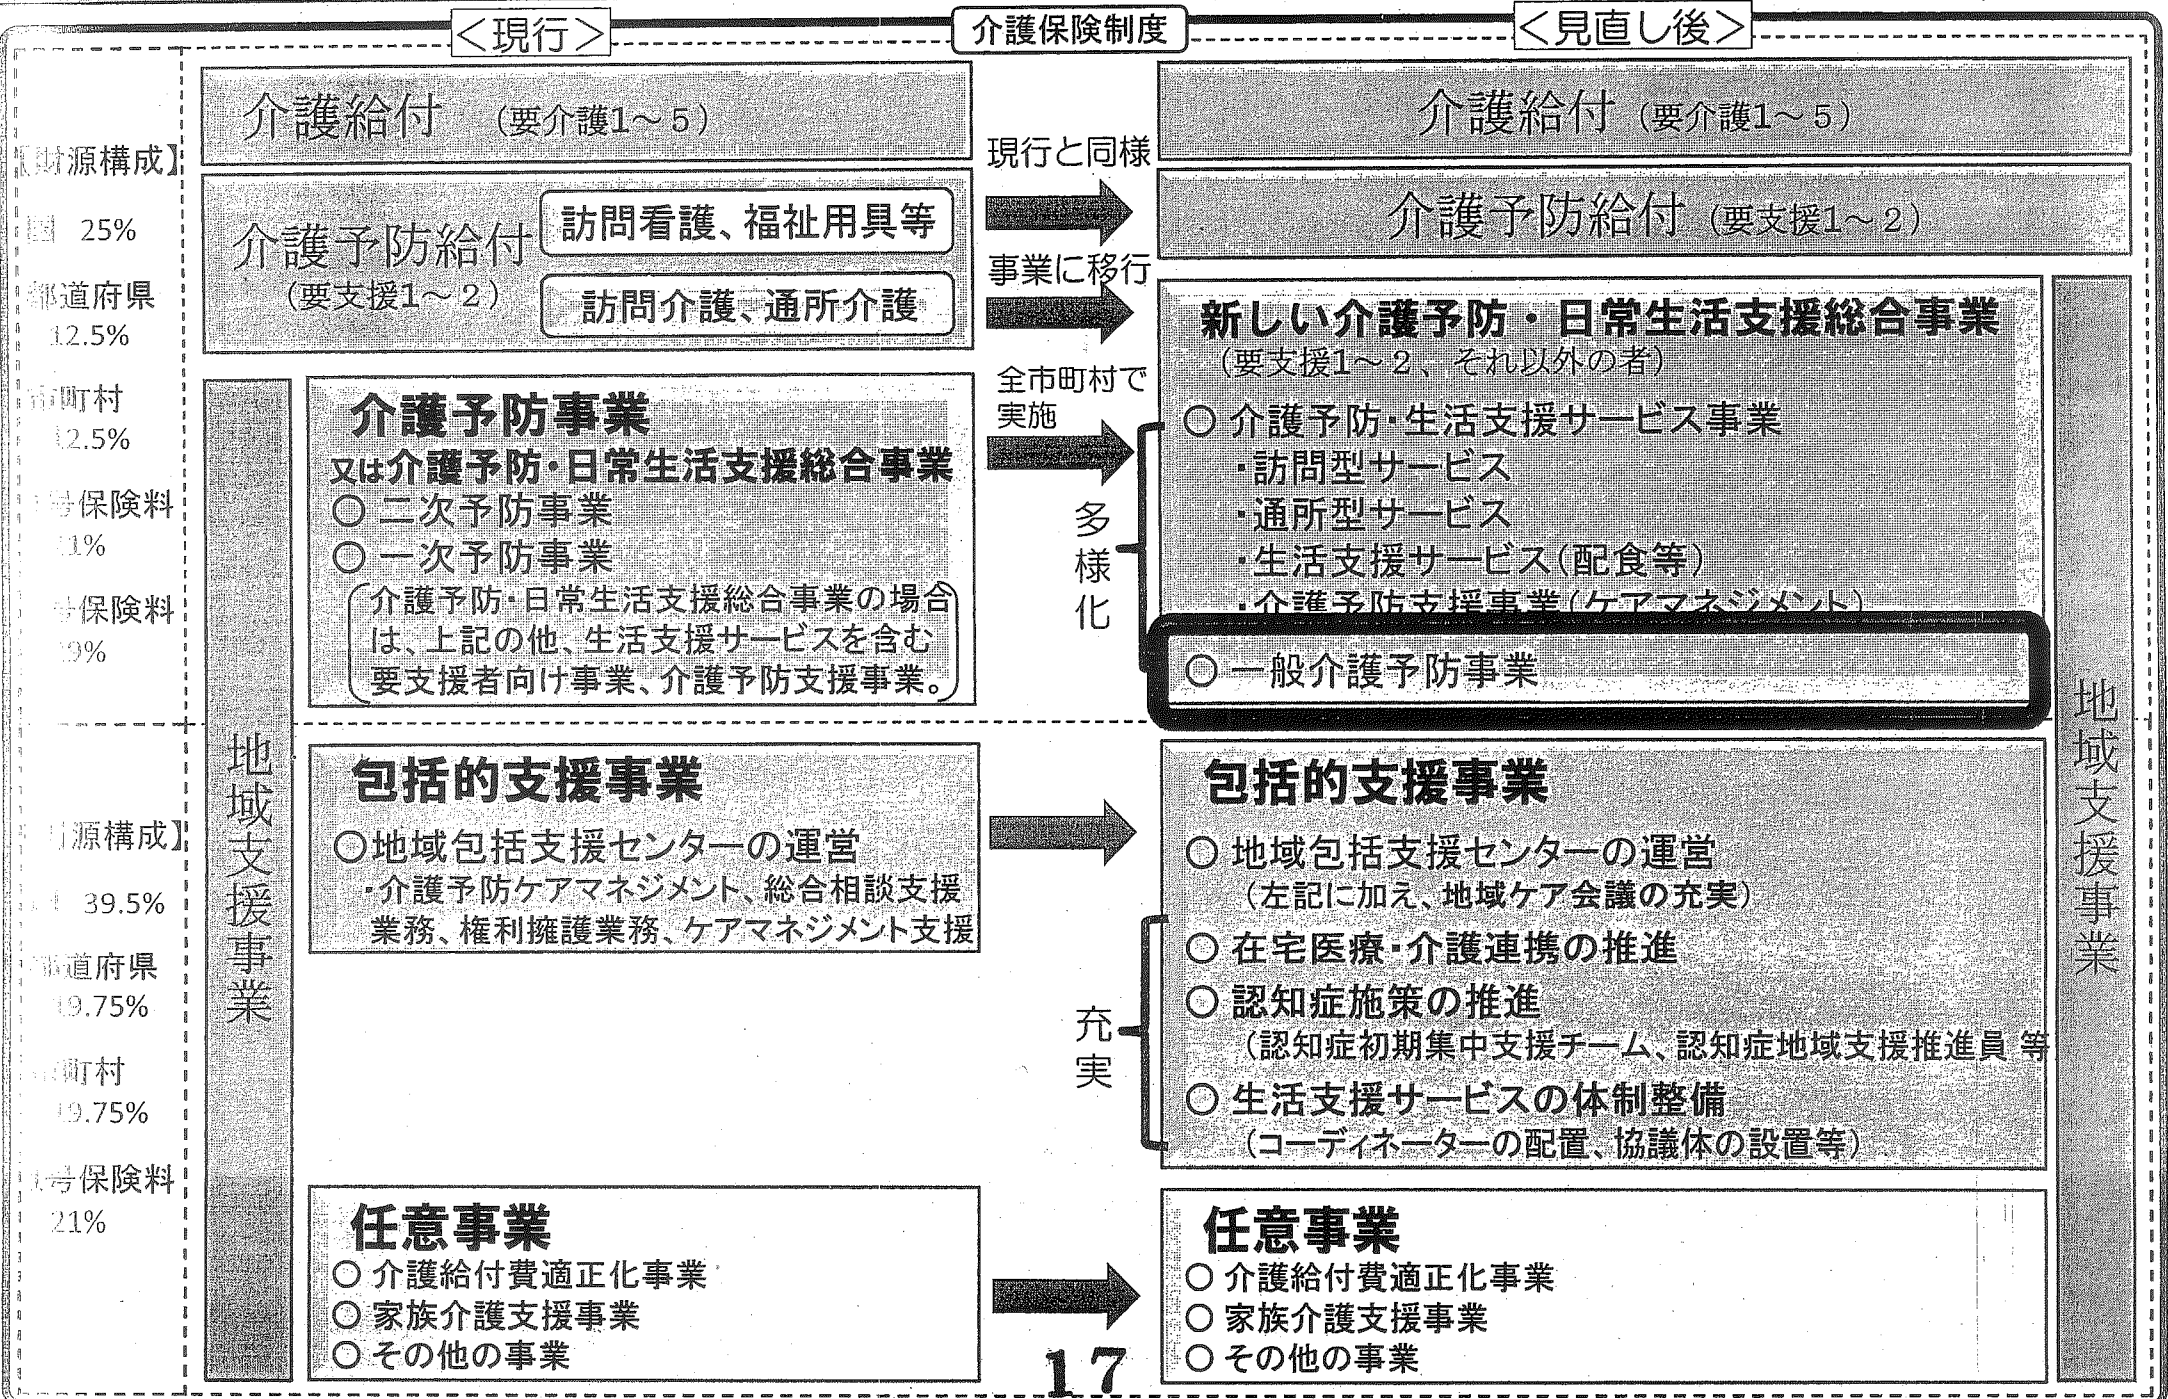 <現行>
介護保険制度
<見直し後>
財源構成】
25%
都道府県
12.5%
市町村
12.5%
号保険料
1%
号保険料
9%
源構成】
39.5%
道府県
19.75%
町村
19.75%
号保険料
21%
介護給付 (要介護1～5)
介護予防給付
(要支援1～2)
訪問看護、福祉用具等
訪問介護、通所介護
地域支援事業
介護予防事業
又は介護予防・日常生活支援総合事業
○ 二次予防事業
○ 一次予防事業
介護予防・日常生活支援総合事業の場合
は、上記の他、生活支援サービスを含む
要支援者向け事業、介護予防支援事業。
包括的支援事業
○地域包括支援センターの運営
・介護予防ケアマネジメント、総合相談支援
業務、権利擁護業務、ケアマネジメント支援
任意事業
○ 介護給付費適正化事業
○ 家族介護支援事業
○ その他の事業
現行と同様
事業に移行
全市町村で
実施
多様化
充実
介護給付 (要介護1～5)
介護予防給付 (要支援1～2)
新しい介護予防・日常生活支援総合事業
(要支援1～2、それ以外の者)
○ 介護予防・生活支援サービス事業
・訪問型サービス
・通所型サービス
・生活支援サービス(配食等)
・介護予防支援事業(ケアマネジメント)
○ 一般介護予防事業
包括的支援事業
○ 地域包括支援センターの運営
(左記に加え、地域ケア会議の充実)
○ 在宅医療・介護連携の推進
○ 認知症施策の推進
(認知症初期集中支援チーム、認知症地域支援推進員 等
○ 生活支援サービスの体制整備
(コーディネーターの配置、協議体の設置等)
任意事業
○ 介護給付費適正化事業
○ 家族介護支援事業
○ その他の事業
地域支援事業
17